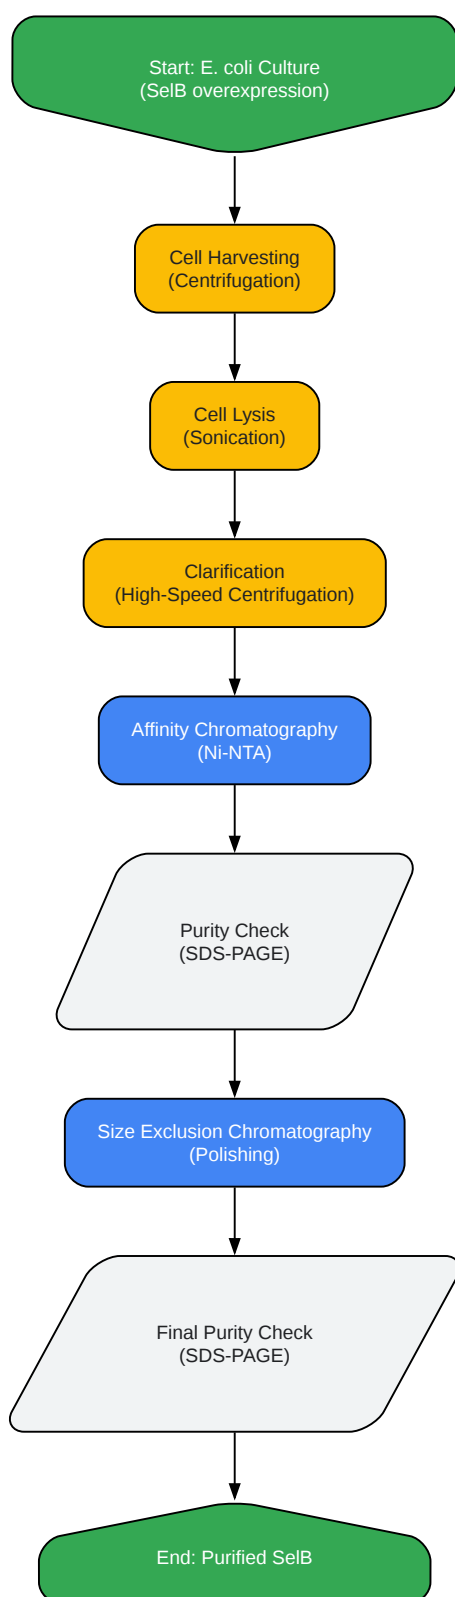 Start: E. coli Culture
(SelB overexpression)
Cell Harvesting
(Centrifugation)
Cell Lysis
(Sonication)
Clarification
(High-Speed Centrifugation)
Affinity Chromatography
(Ni-NTA)
Purity Check
(SDS-PAGE)
Size Exclusion Chromatography
(Polishing)
Final Purity Check
(SDS-PAGE)
End: Purified SelB